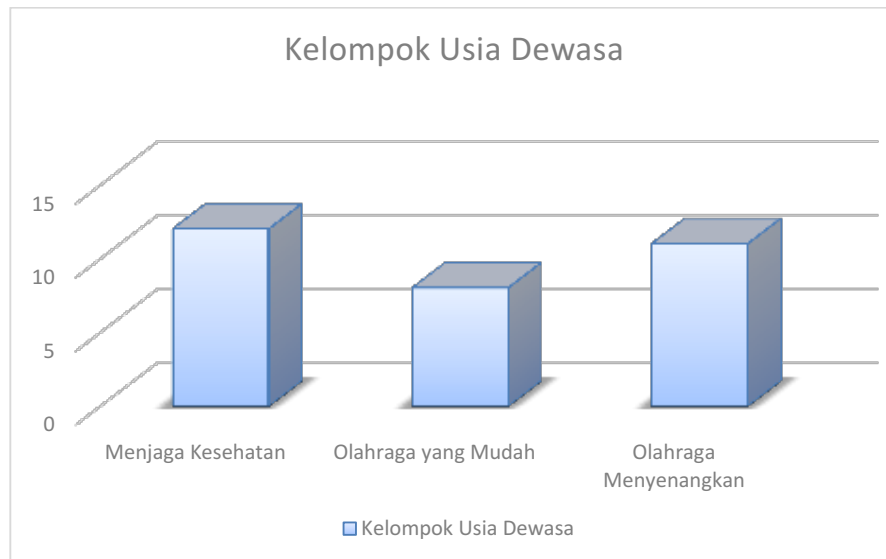 Kelompok Usia Dewasa
15
10
5
0
Menjaga Kesehatan
Olahraga yang Mudah
Olahraga
Menyenangkan
Kelompok Usia Dewasa